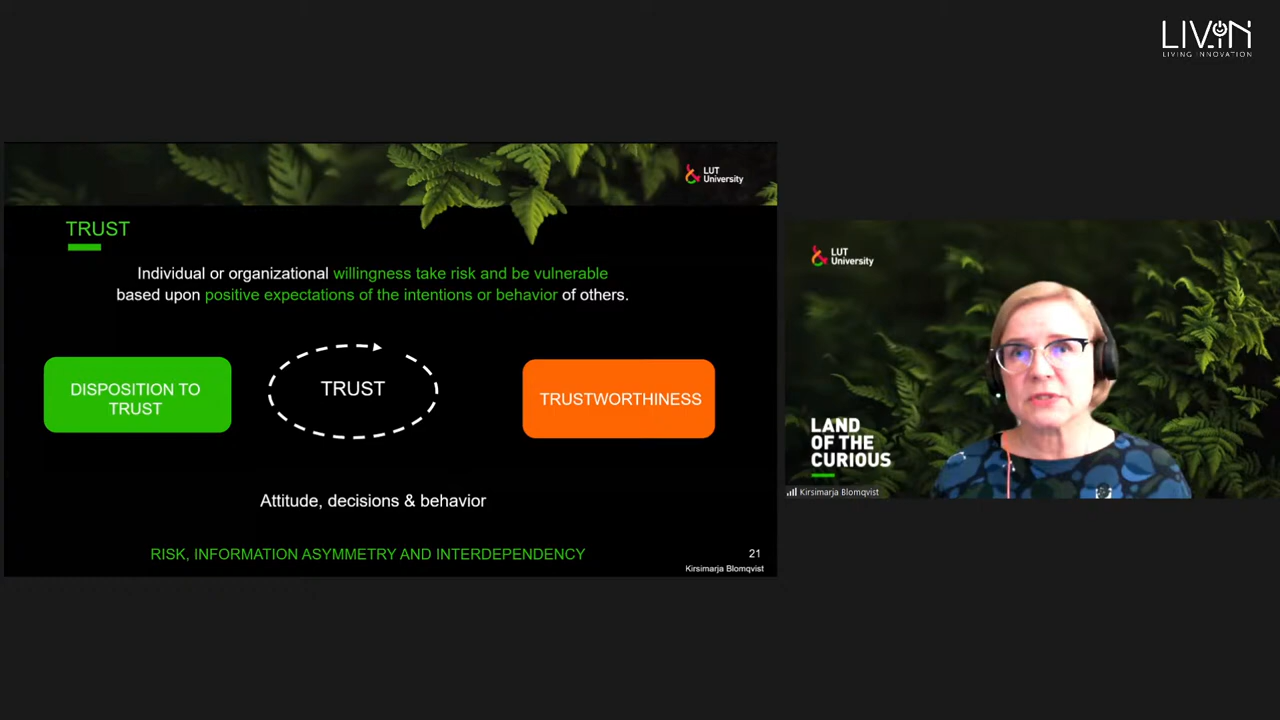 LIVIN
LIVING INNOVATION
LUT
University
TRUST
Individual or organizational willingness take risk and be vulnerable
based upon positive expectations of the intentions or behavior of others.
DISPOSITION TO
TRUST
TRUST
TRUSTWORTHINESS
Attitude, decisions & behavior
RISK, INFORMATION ASYMMETRY AND INTERDEPENDENCY
21
Kirsimarja Blomqvist
LUT
University
LAND
OF THE
CURIOUS
Kirsimarja Blomqvist